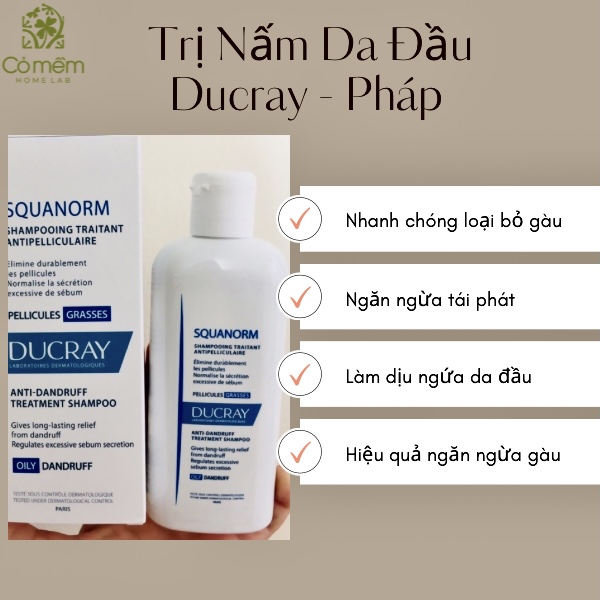 Cỏ mềm
HOME LAB
Trị Nấm Da Đầu
Ducray - Pháp
SQUANORM
SHAMPOOING TRAITANT
ANTIPELLICULAIRE
Elimine durablement
les pellicules
Normalise la sécrétion
excessive de sébum
PELLICULES GRASSES
DUCRAY
LABORATOIRES DERMATOLOGIQUES
ANTI-DANDRUFF
TREATMENT SHAMPOO
Gives long-lasting relief
from dandruff
Regulates excessive sebum secretion
OILY DANDRUFF
TESTÉ SOUS CONTRÔLE DERMATOLOGIQUE
TESTED UNDER DERMATOLOGICAL CONTROL
PARIS
SQUANORM
SHAMPOOING TRAITANT
ANTIPELLICULAIRE
Élimine durablement
les pellicules
Normalise la sécrétion
excessive de sébum
PELLICULES GRASSES
DUCRAY
LABORATOIRES DERMATOLOGIQUES
ANTI-DANDRUFF
TREATMENT SHAMPOO
Gives long-lasting relief
from dandruff
Regulates excessive sebum secretion
OILY DANDRUFF
PARIS
Nhanh chóng loại bỏ gàu
Ngăn ngừa tái phát
Làm dịu ngứa da đầu
Hiệu quả ngăn ngừa gàu